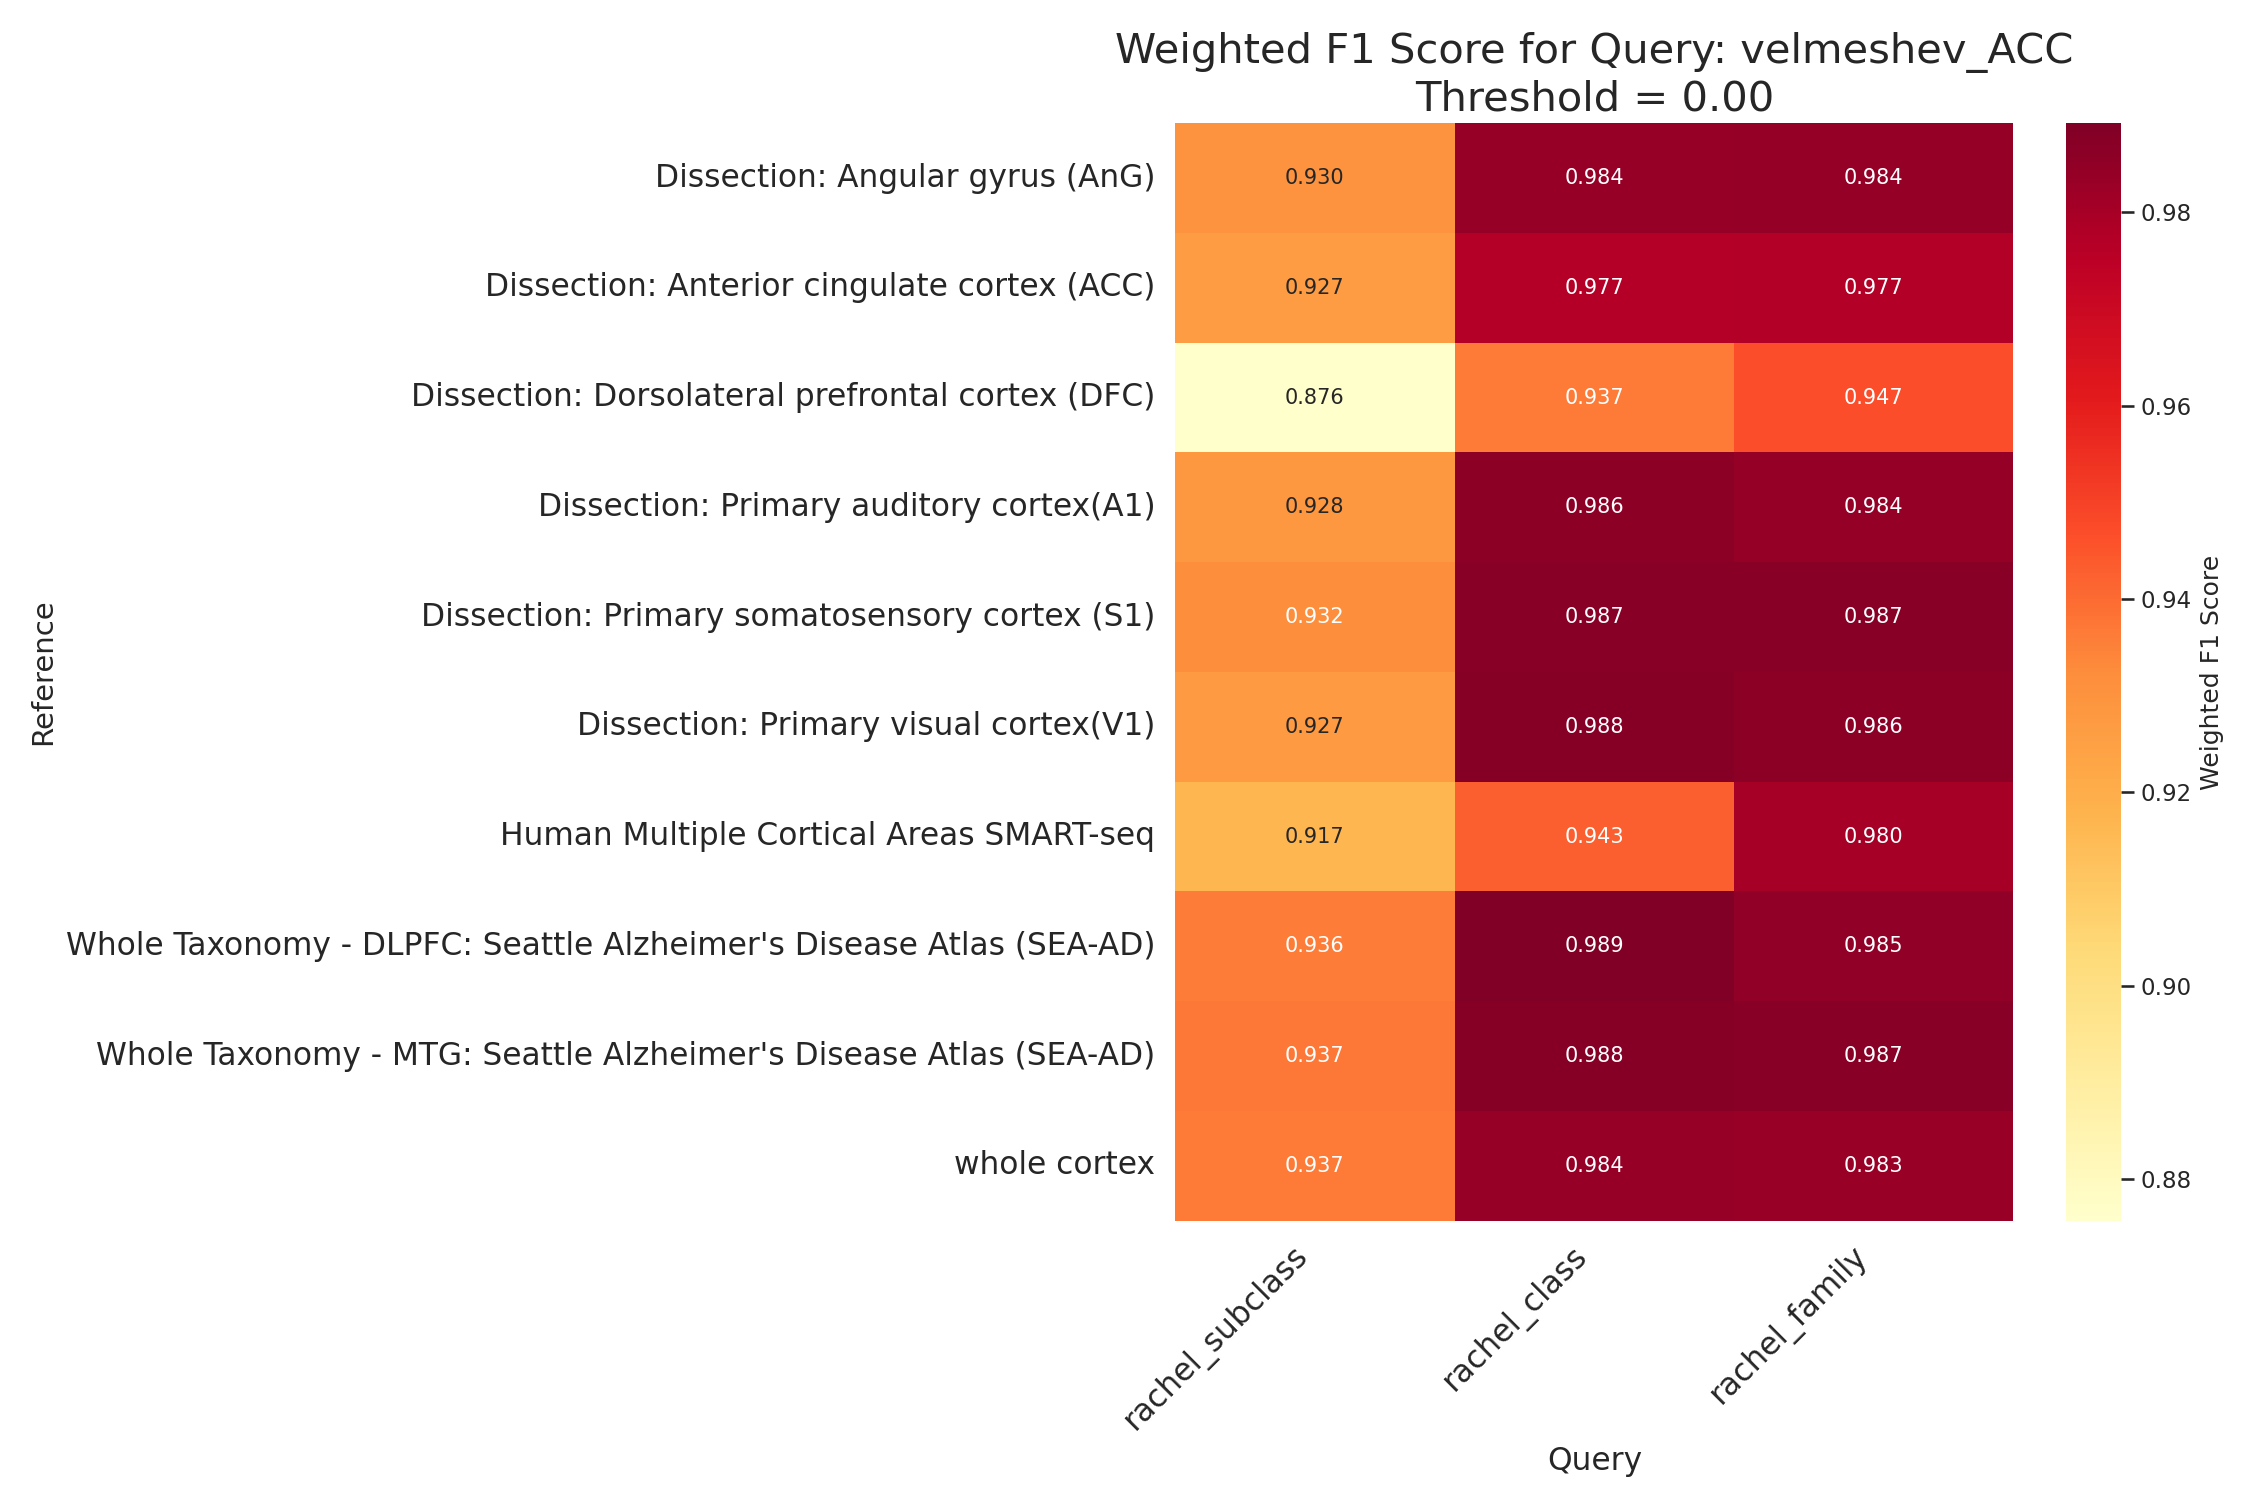 Weighted F1 Score for Query: velmeshev_ACC
Threshold = 0.00
Dissection: Angular gyrus (AnG) 0.930 0.984 0.984
Dissection: Anterior cingulate cortex (ACC) 0.927 0.977 0.977
Dissection: Dorsolateral prefrontal cortex (DFC) 0.876 0.937 0.947
Dissection: Primary auditory cortex(A1) 0.928 0.986 0.984
Dissection: Primary somatosensory cortex (S1) 0.932 0.987 0.987
Dissection: Primary visual cortex(V1) 0.927 0.988 0.986
Human Multiple Cortical Areas SMART-seq 0.917 0.943 0.980
Whole Taxonomy - DLPFC: Seattle Alzheimer's Disease Atlas (SEA-AD) 0.936 0.989 0.985
Whole Taxonomy - MTG: Seattle Alzheimer's Disease Atlas (SEA-AD) 0.937 0.988 0.987
whole cortex 0.937 0.984 0.983
Reference
rachel_subclass
rachel_class
rachel_family
Query
0.98
0.96
0.94
0.92
0.90
0.88
Weighted F1 Score